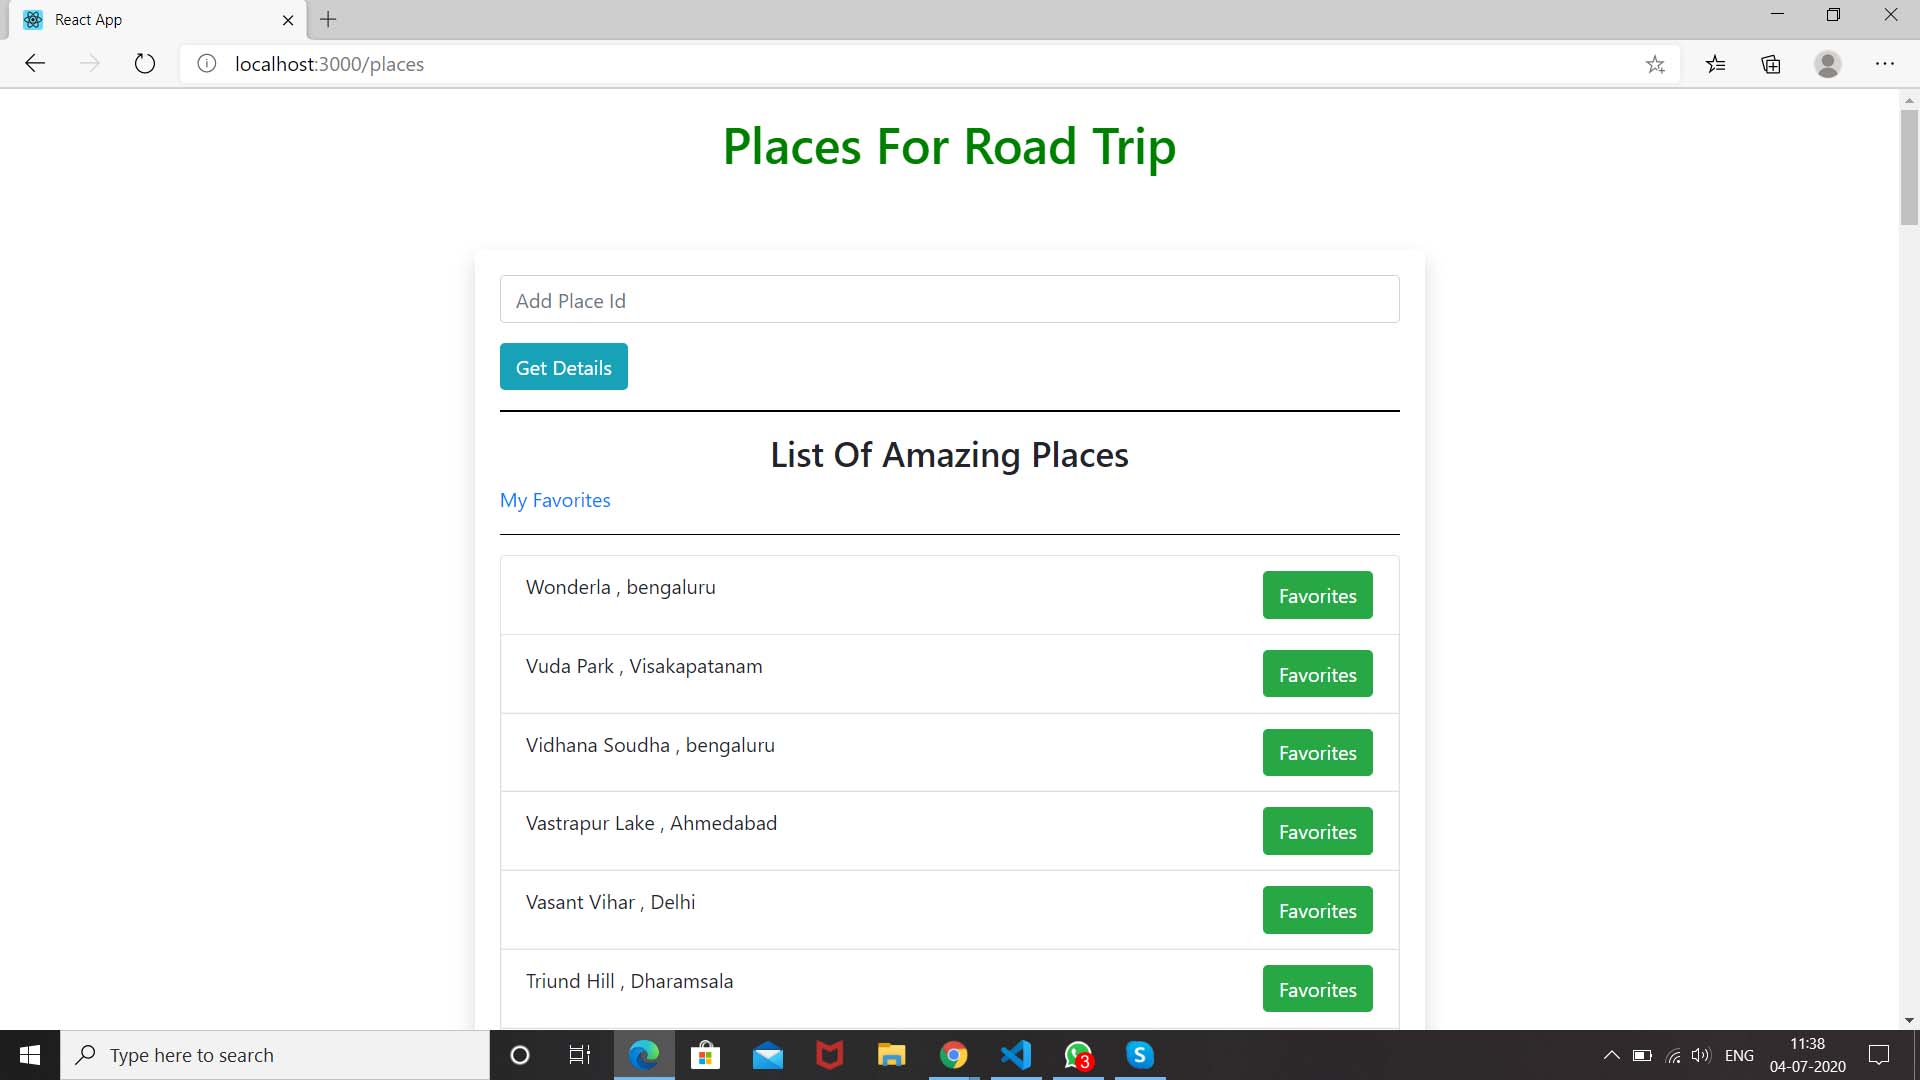 React App
localhost:3000/places
Places For Road Trip
Add Place Id
Get Details
List Of Amazing Places
My Favorites
Wonderla , bengaluru
Favorites
Vuda Park , Visakapatanam
Favorites
Vidhana Soudha , bengaluru
Favorites
Vastrapur Lake , Ahmedabad
Favorites
Vasant Vihar , Delhi
Favorites
Triund Hill , Dharamsala
Favorites
Type here to search
3
S
ENG
11:38
04-07-2020